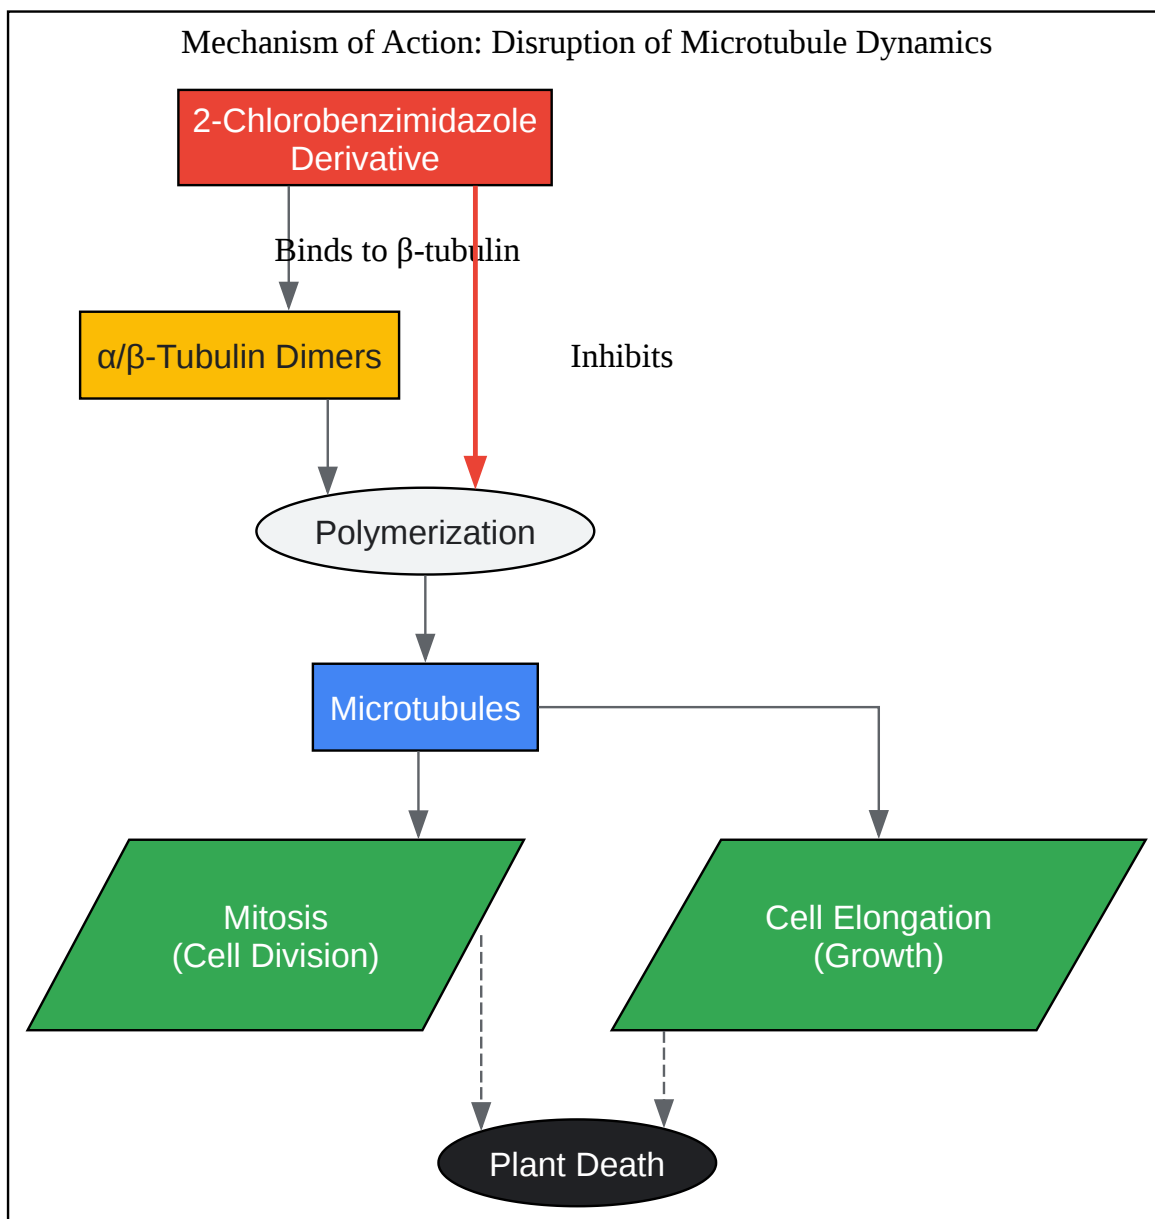 Mechanism of Action: Disruption of Microtubule Dynamics
2-Chlorobenzimidazole
Derivative
Binds to β-tubulin
α/β-Tubulin Dimers
Inhibits
Polymerization
Microtubules
Mitosis
(Cell Division)
Cell Elongation
(Growth)
Plant Death